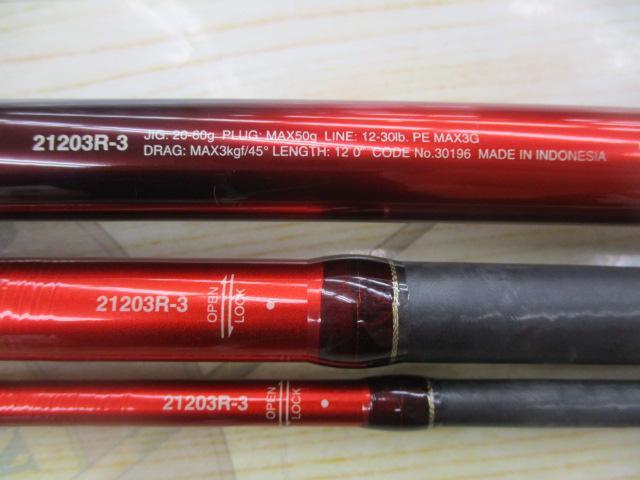 21203R-3 JIG: 20-60g PLUG: MAX50g LINE: 12-30lb. PE MAX3G
DRAG: MAX3kgf/45° LENGTH: 12'0" CODE No.30196 MADE IN INDONESIA
21203R-3 OPEN LOCK
21203R-3 OPEN LOCK